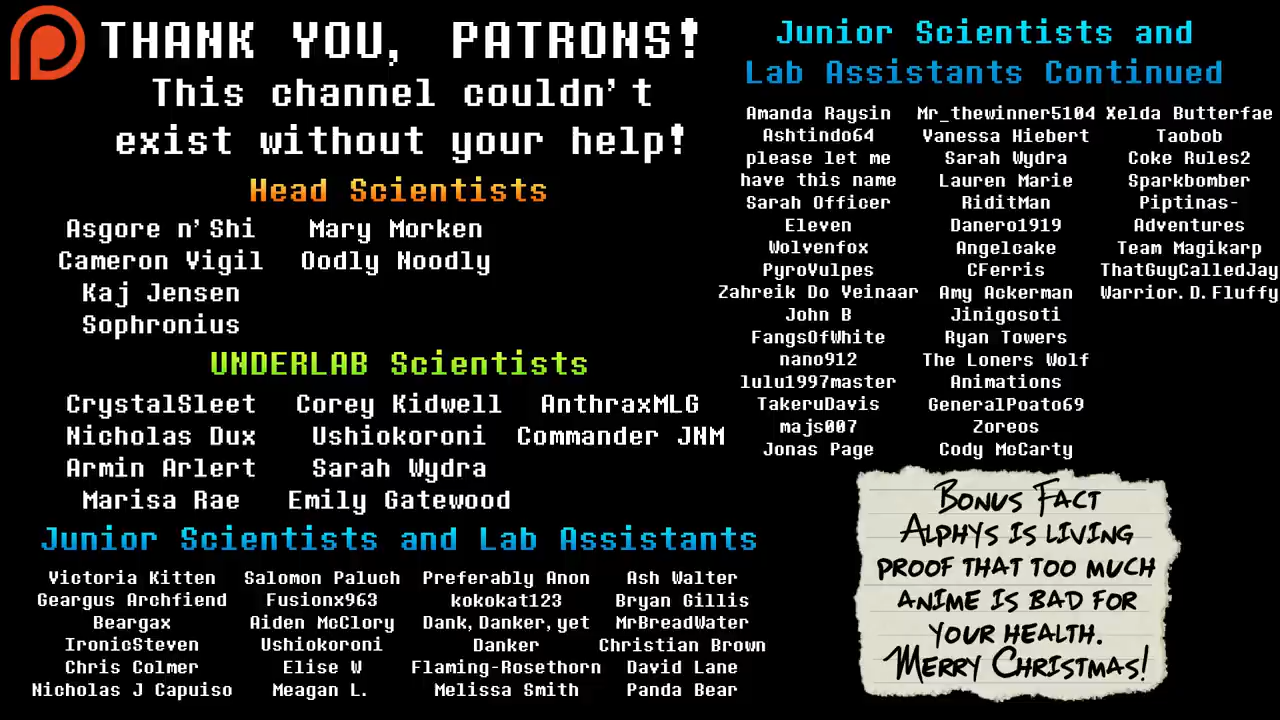 THANK YOU, PATRONS!
This channel couldn't
exist without your help!
Head Scientists
Asgore n'Shi
Cameron Vigil
Kaj Jensen
Sophronius
Mary Morken
Oodly Noodly
UNDERLAB Scientists
CrystalSleet
Nicholas Dux
Armin Arlert
Marisa Rae
Corey Kidwell
Ushiokoroni
Sarah Wydra
Emily Gatewood
AnthraxMLG
Commander JNM
Junior Scientists and Lab Assistants
Victoria Kitten
Geargus Archfiend
Beargax
IronicSteven
Chris Colmer
Nicholas J Capuiso
Salomon Paluch
Fusionx963
Aiden McClory
Ushiokoroni
Elise W
Meagan L.
Preferably Anon
kokokat123
Dank, Danker, yet
Danker
Flaming-Rosethorn
Melissa Smith
Ash Walter
Bryan Gillis
MrBreadWater
Christian Brown
David Lane
Panda Bear
Junior Scientists and
Lab Assistants Continued
Amanda Raysin
Ashtindo64
please let me
have this name
Sarah Officer
Eleven
Wolvenfox
PyroVulpes
Zahreik Do Veinaar
John B
FangsOfWhite
nano912
lulu1997master
TakeruDavis
majs007
Jonas Page
Mr_thewinner5104
Vanessa Hiebert
Sarah Wydra
Lauren Marie
RiditMan
Danero1919
Angelcake
CFerris
Amy Ackerman
Jinigosoti
Ryan Towers
The Loners Wolf
Animations
GeneralPoato69
Zoreos
Cody McCarty
Xelda Butterfae
Taobob
Coke Rules2
Sparkbomber
Piptinas-
Adventures
Team Magikarp
ThatGuyCalledJay
Warrior.D.Fluffy
Bonus Fact
Alphys is living
proof that too much
anime is bad for
your health.
Merry Christmas!